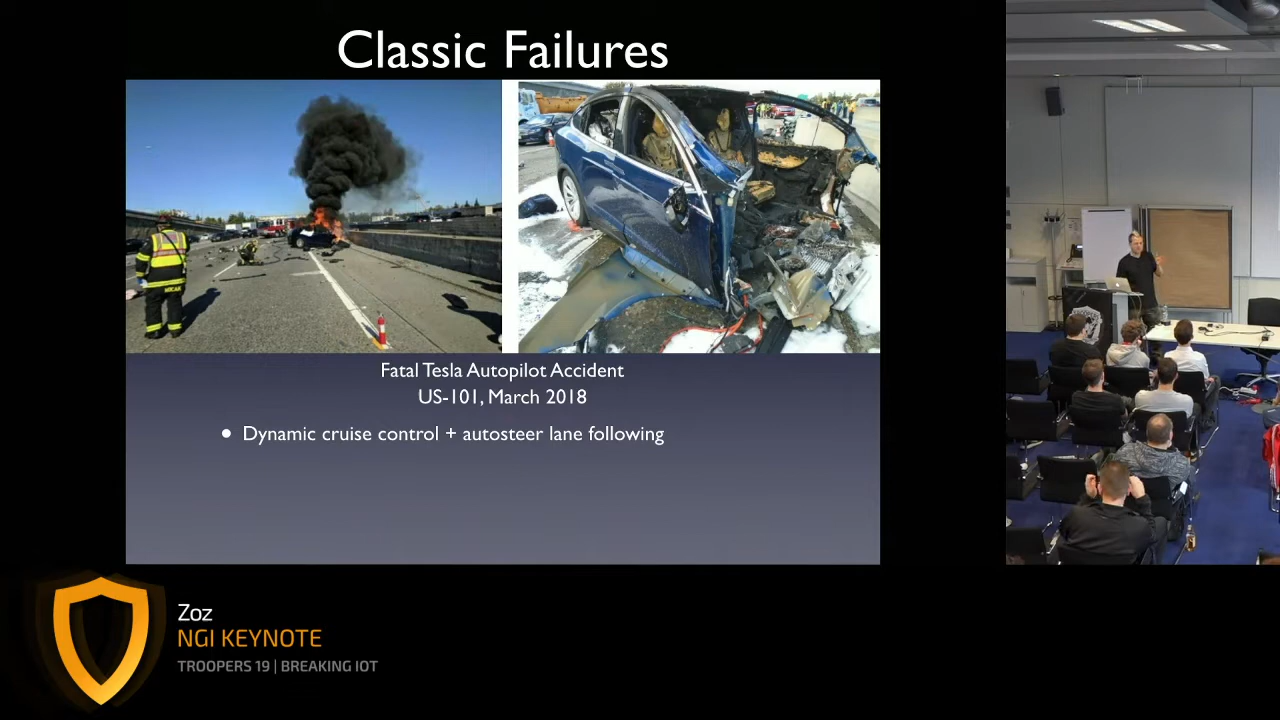 Classic Failures
Fatal Tesla Autopilot Accident
US-101, March 2018
• Dynamic cruise control + autosteer lane following
Zoz
NGI KEYNOTE
TROOPERS 19 | BREAKING IOT